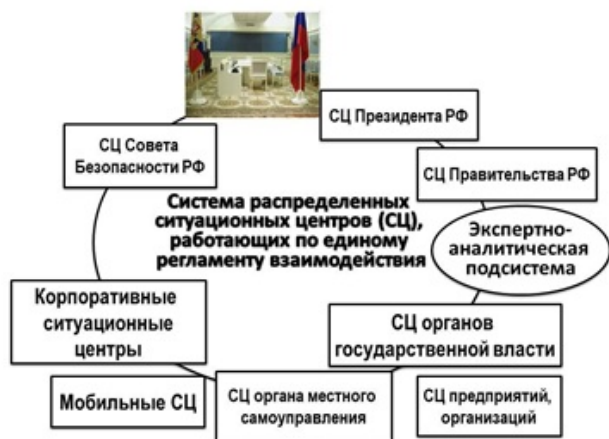 СЦ Президента РФ
СЦ Совета
Безопасности РФ
СЦ Правительства РФ
Система распределенных
ситуационных центров (СЦ),
работающих по единому
регламенту взаимодействия
Экспертно-
аналитическая
подсистема
Корпоративные
ситуационные
центры
СЦ органов
государственной власти
Мобильные СЦ
СЦ органа местного
самоуправления
СЦ предприятий,
организаций